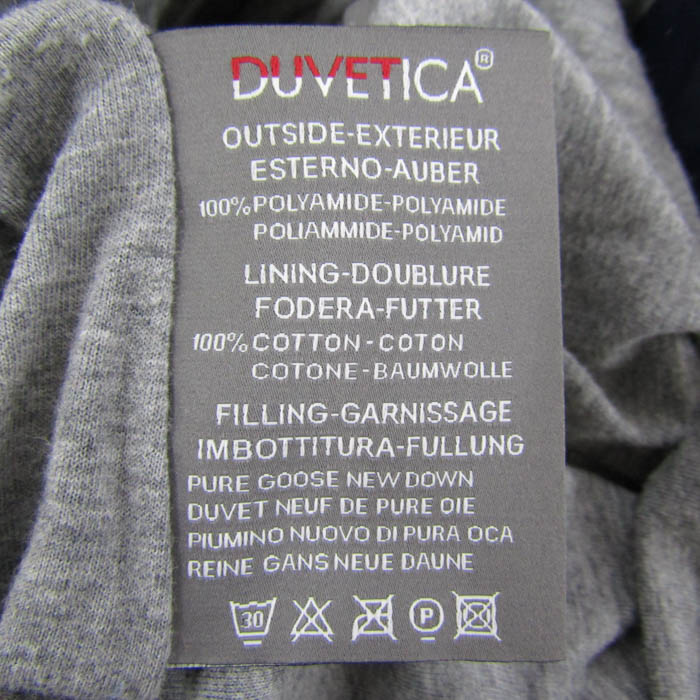 DUVETICA®
OUTSIDE-EXTERIEUR
ESTERNO-AUBER
100% POLYAMIDE-POLYAMIDE
POLIAMMIDE-POLYAMID
LINING-DOUBLURE
FODERA-FUTTER
100% COTTON-COTON
COTONE-BAUMWOLLE
FILLING-GARNISSAGE
IMBOTTITURA-FULLUNG
PURE GOOSE NEW DOWN
DUVET NEUF DE PURE OIE
PIUMINO NUOVO DI PURA OCA
REINE GANS NEUE DAUNE
30 P